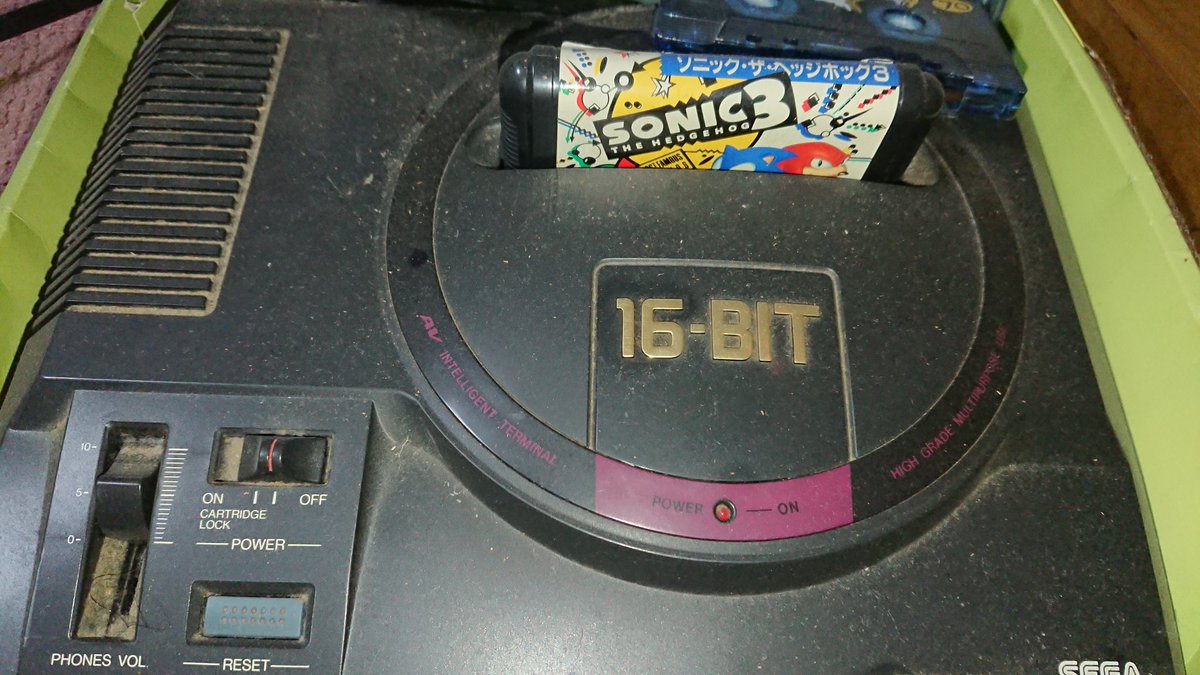 ソニック・ザ・ヘッジホッグ3
SONIC 3
THE HEDGEHOG
16-BIT
AV INTELLIGENT TERMINAL
HIGH GRADE MULTIPURPOSE USE
POWER ON
10
5
0
ON OFF
CARTRIDGE
LOCK
POWER
PHONES VOL.
RESET
SEGA